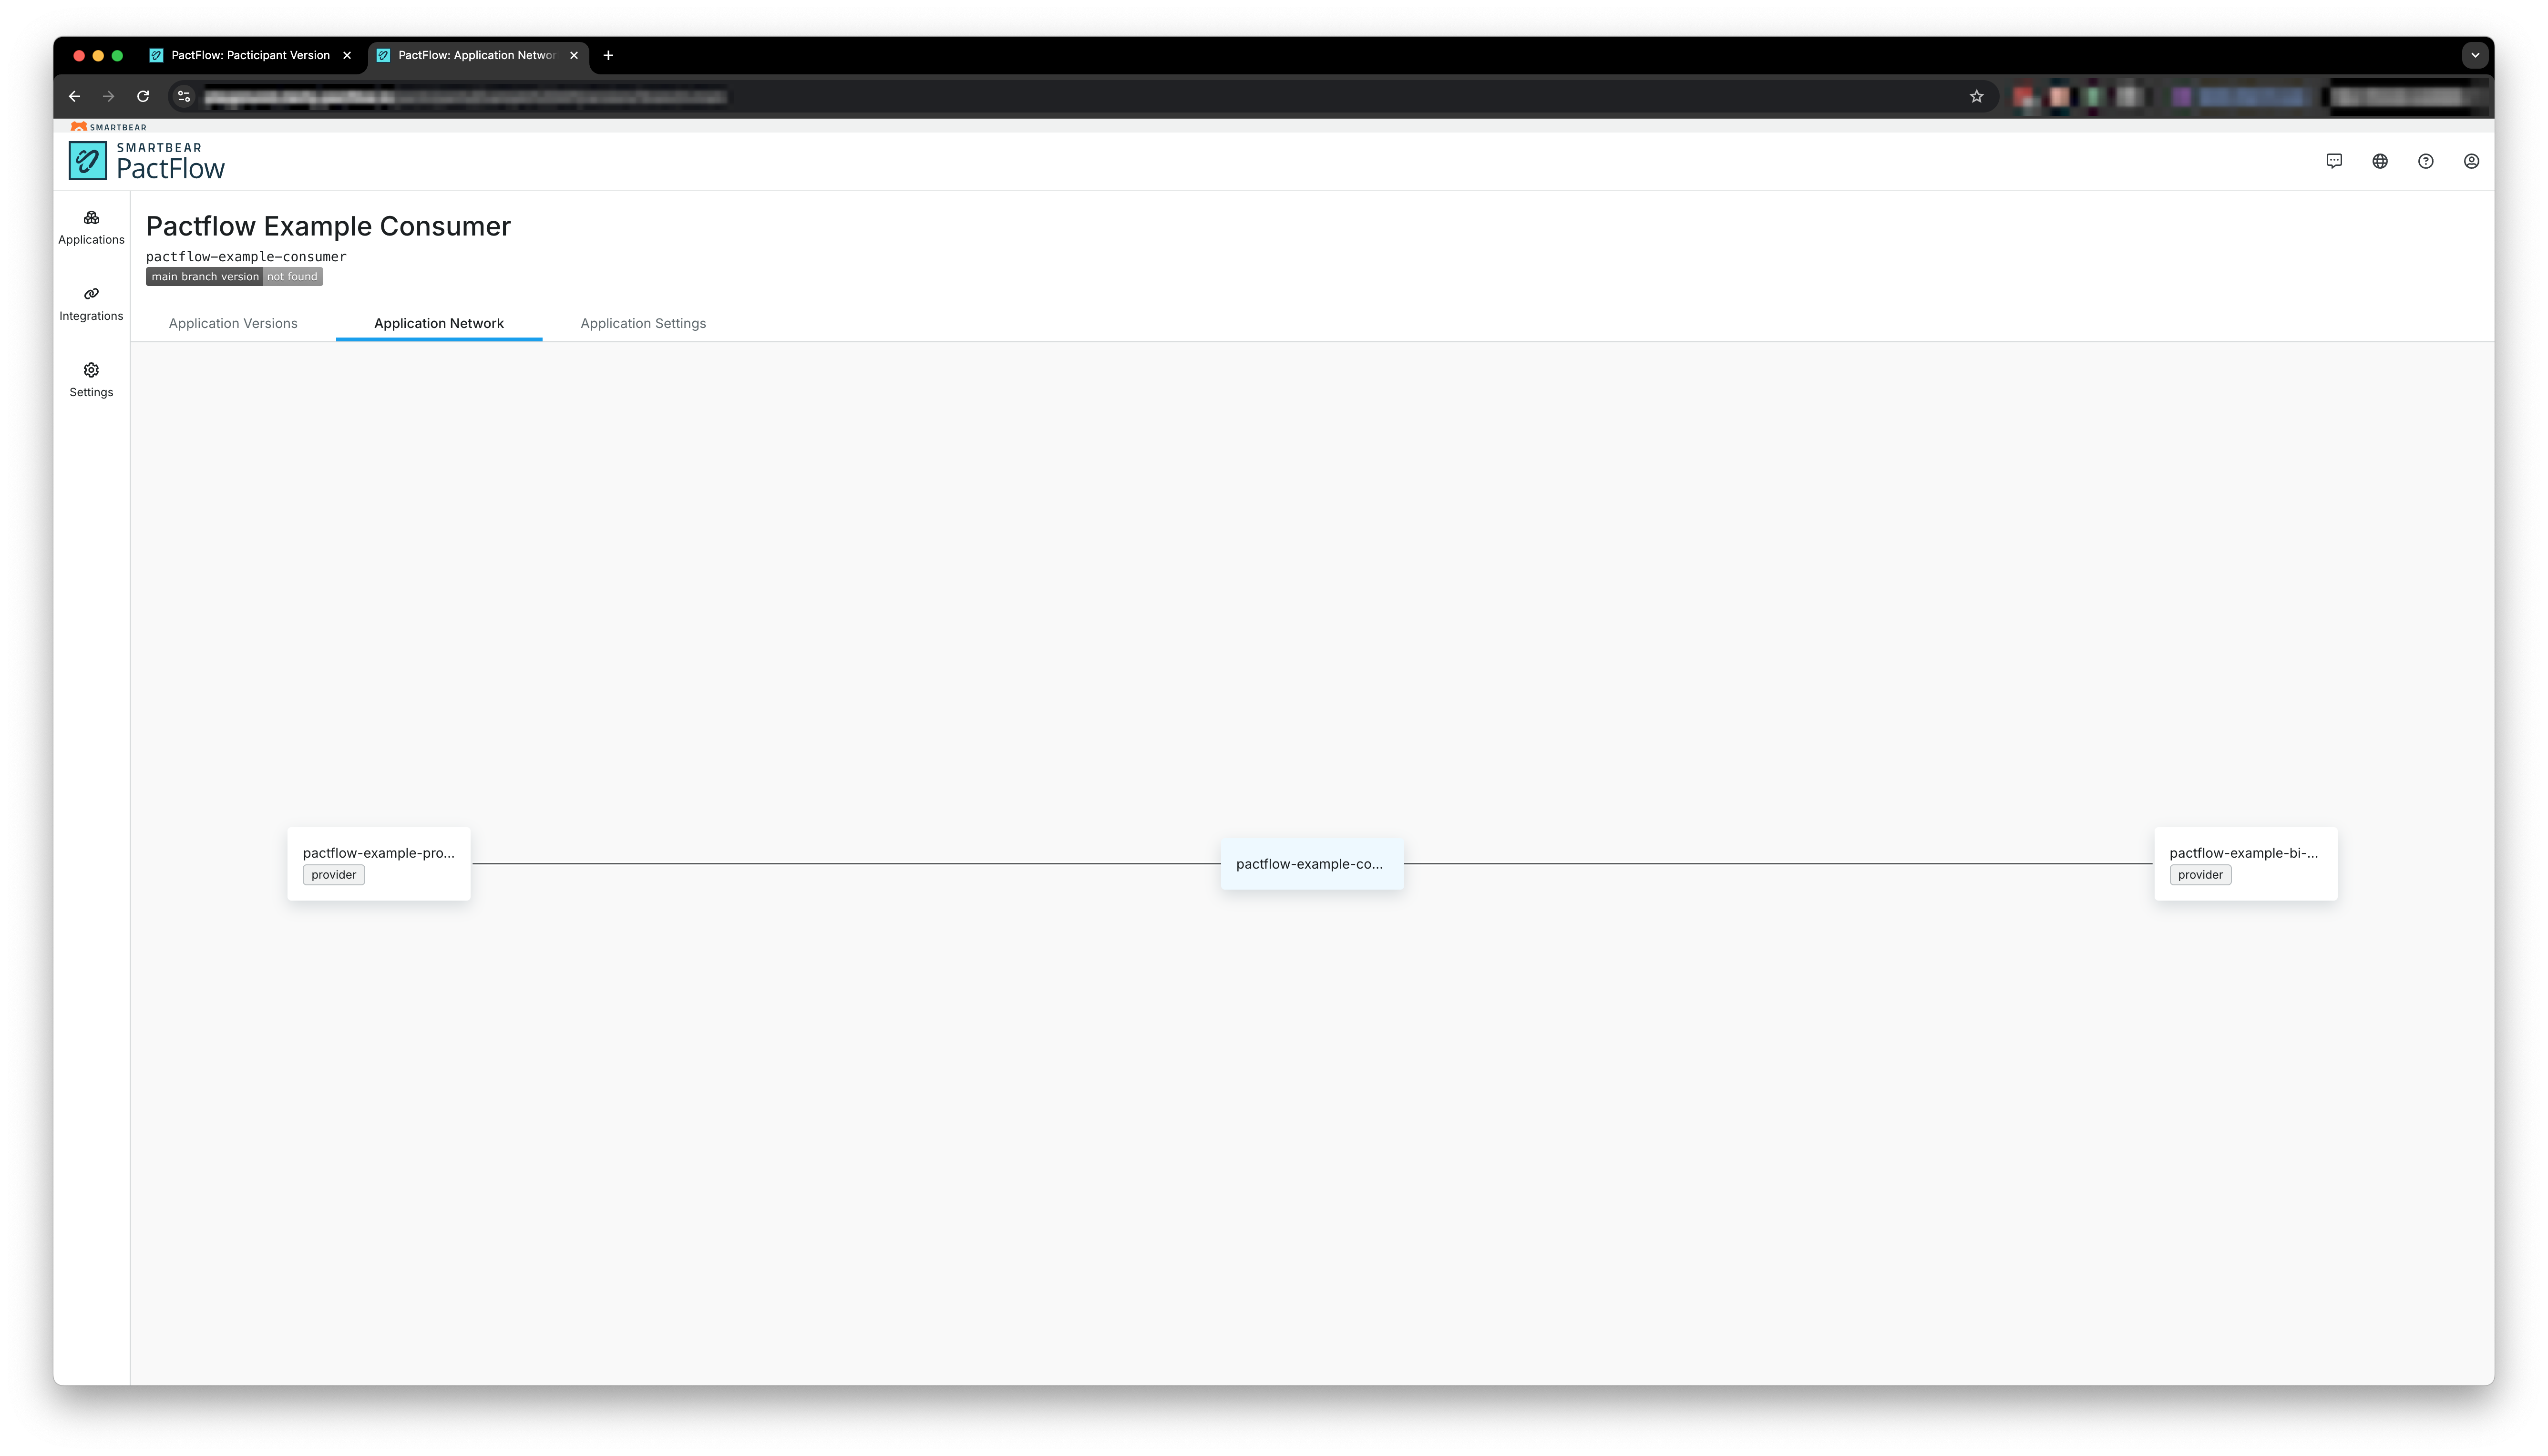 PactFlow: Pacticipant Version
PactFlow: Application Networ
SMARTBEAR
SMARTBEAR
PactFlow
Applications
Integrations
Settings
Pactflow Example Consumer
pactflow-example-consumer
main branch version not found
Application Versions Application Network Application Settings
pactflow-example-pro...
provider
pactflow-example-co...
pactflow-example-bi-...
provider